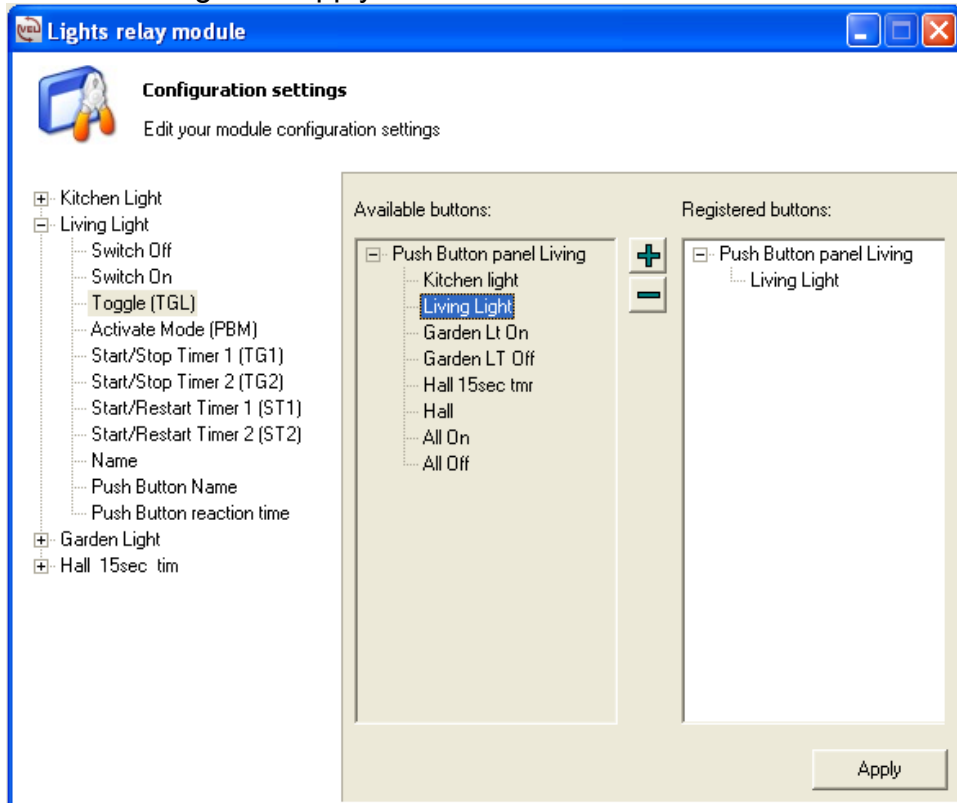 Lights relay module
Configuration settings
Edit your module configuration settings
Kitchen Light
Living Light
Switch Off
Switch On
Toggle (TGL)
Activate Mode (PBM)
Start/Stop Timer 1 (TG1)
Start/Stop Timer 2 (TG2)
Start/Restart Timer 1 (ST1)
Start/Restart Timer 2 (ST2)
Name
Push Button Name
Push Button reaction time
Garden Light
Hall 15sec tim
Available buttons:
Push Button panel Living
Kitchen light
Living Light
Garden Lt On
Garden LT Off
Hall 15sec tmr
Hall
All On
All Off
Registered buttons:
Push Button panel Living
Living Light
Apply